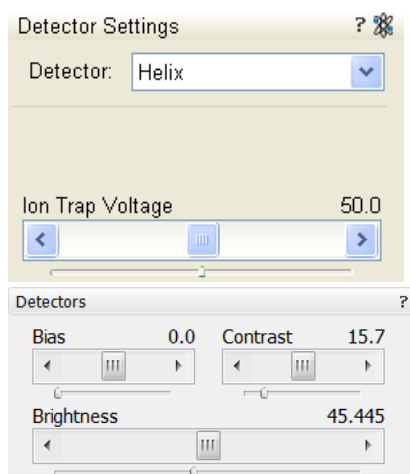 Detector Settings ?
Detector: Helix
Ion Trap Voltage 50.0
Detectors ?
Bias 0.0 Contrast 15.7
Brightness 45.445